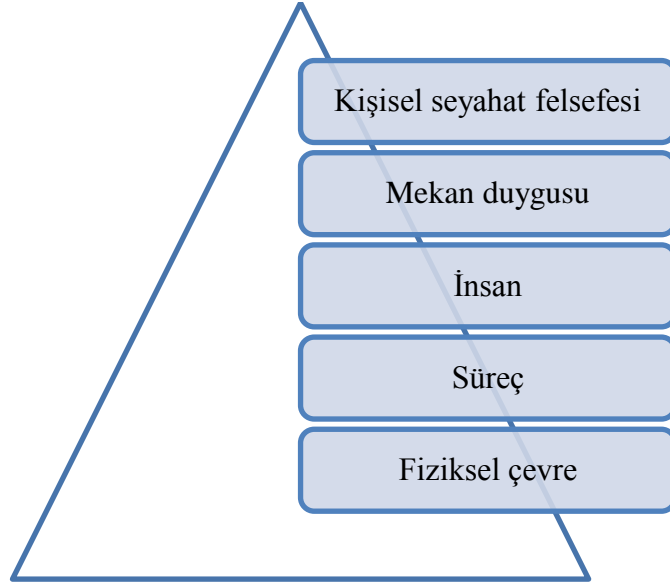 Kişisel seyahat felsefesi
Mekan duygusu
İnsan
Süreç
Fiziksel çevre